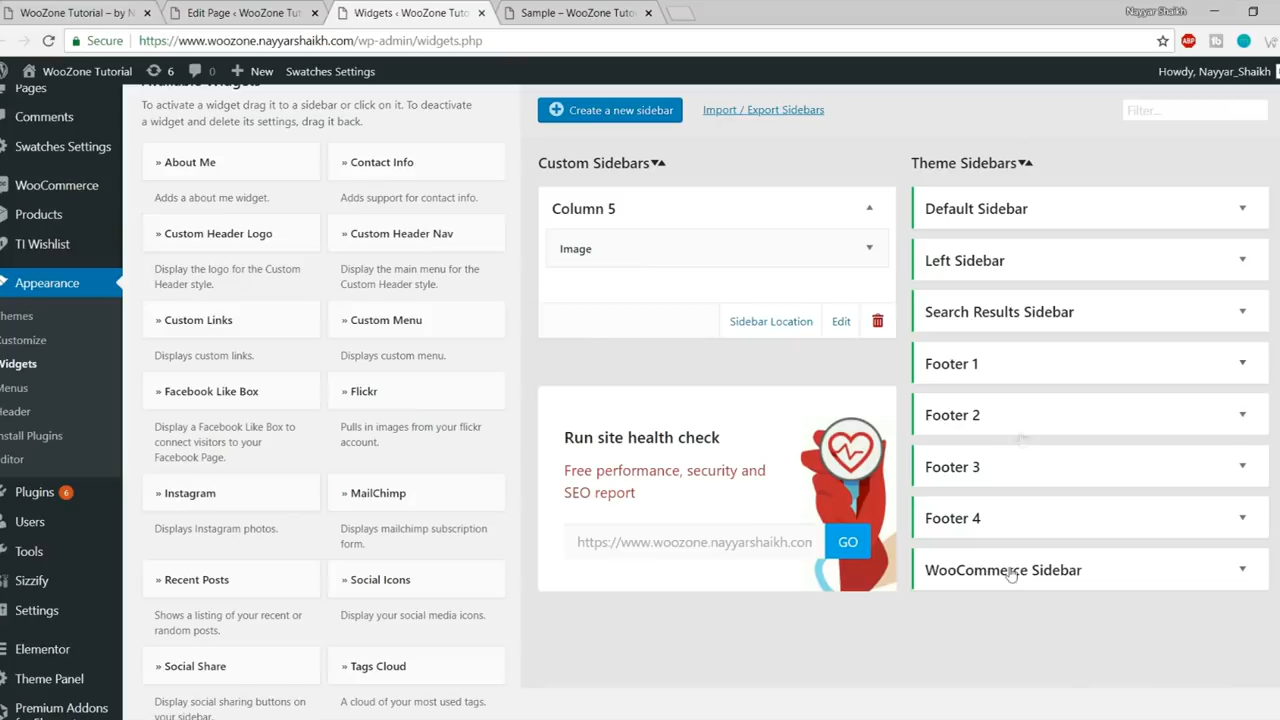 WooZone Tutorial – by N
Edit Page ‹ WooZone Tut
Widgets ‹ WooZone Tuto
Sample – WooZone Tuto
Nayyar Shaikh
Secure
https://www.woozone.nayyarshaikh.com/wp-admin/widgets.php
ABP
WooZone Tutorial
6
0
New
Swatches Settings
Howdy, Nayyar_Shaikh
Pages
Comments
Swatches Settings
WooCommerce
Products
TI Wishlist
Appearance
hemes
ustomize
Widgets
Menus
eader
nstall Plugins
ditor
Plugins 6
Users
Tools
Sizzify
Settings
Elementor
Theme Panel
Premium Addons
Available Widgets
To activate a widget drag it to a sidebar or click on it. To deactivate
a widget and delete its settings, drag it back.
» About Me
Adds a about me widget.
» Contact Info
Adds support for contact info.
» Custom Header Logo
Display the logo for the Custom
Header style.
» Custom Header Nav
Display the main menu for the
Custom Header style.
» Custom Links
Displays custom links.
» Custom Menu
Displays custom menu.
» Facebook Like Box
Display a Facebook Like Box to
connect visitors to your
Facebook Page.
» Flickr
Pulls in images from your flickr
account.
» Instagram
Displays Instagram photos.
» MailChimp
Displays mailchimp subscription
form.
» Recent Posts
Shows a listing of your recent or
random posts.
» Social Icons
Display your social media icons.
» Social Share
Display social sharing buttons on
your sidebar.
» Tags Cloud
A cloud of your most used tags.
Create a new sidebar
Import / Export Sidebars
Filter...
Custom Sidebars
Column 5
Image
Sidebar Location
Edit
Run site health check
Free performance, security and
SEO report
https://www.woozone.nayyarshaikh.com
GO
Theme Sidebars
Default Sidebar
Left Sidebar
Search Results Sidebar
Footer 1
Footer 2
Footer 3
Footer 4
WooCommerce Sidebar